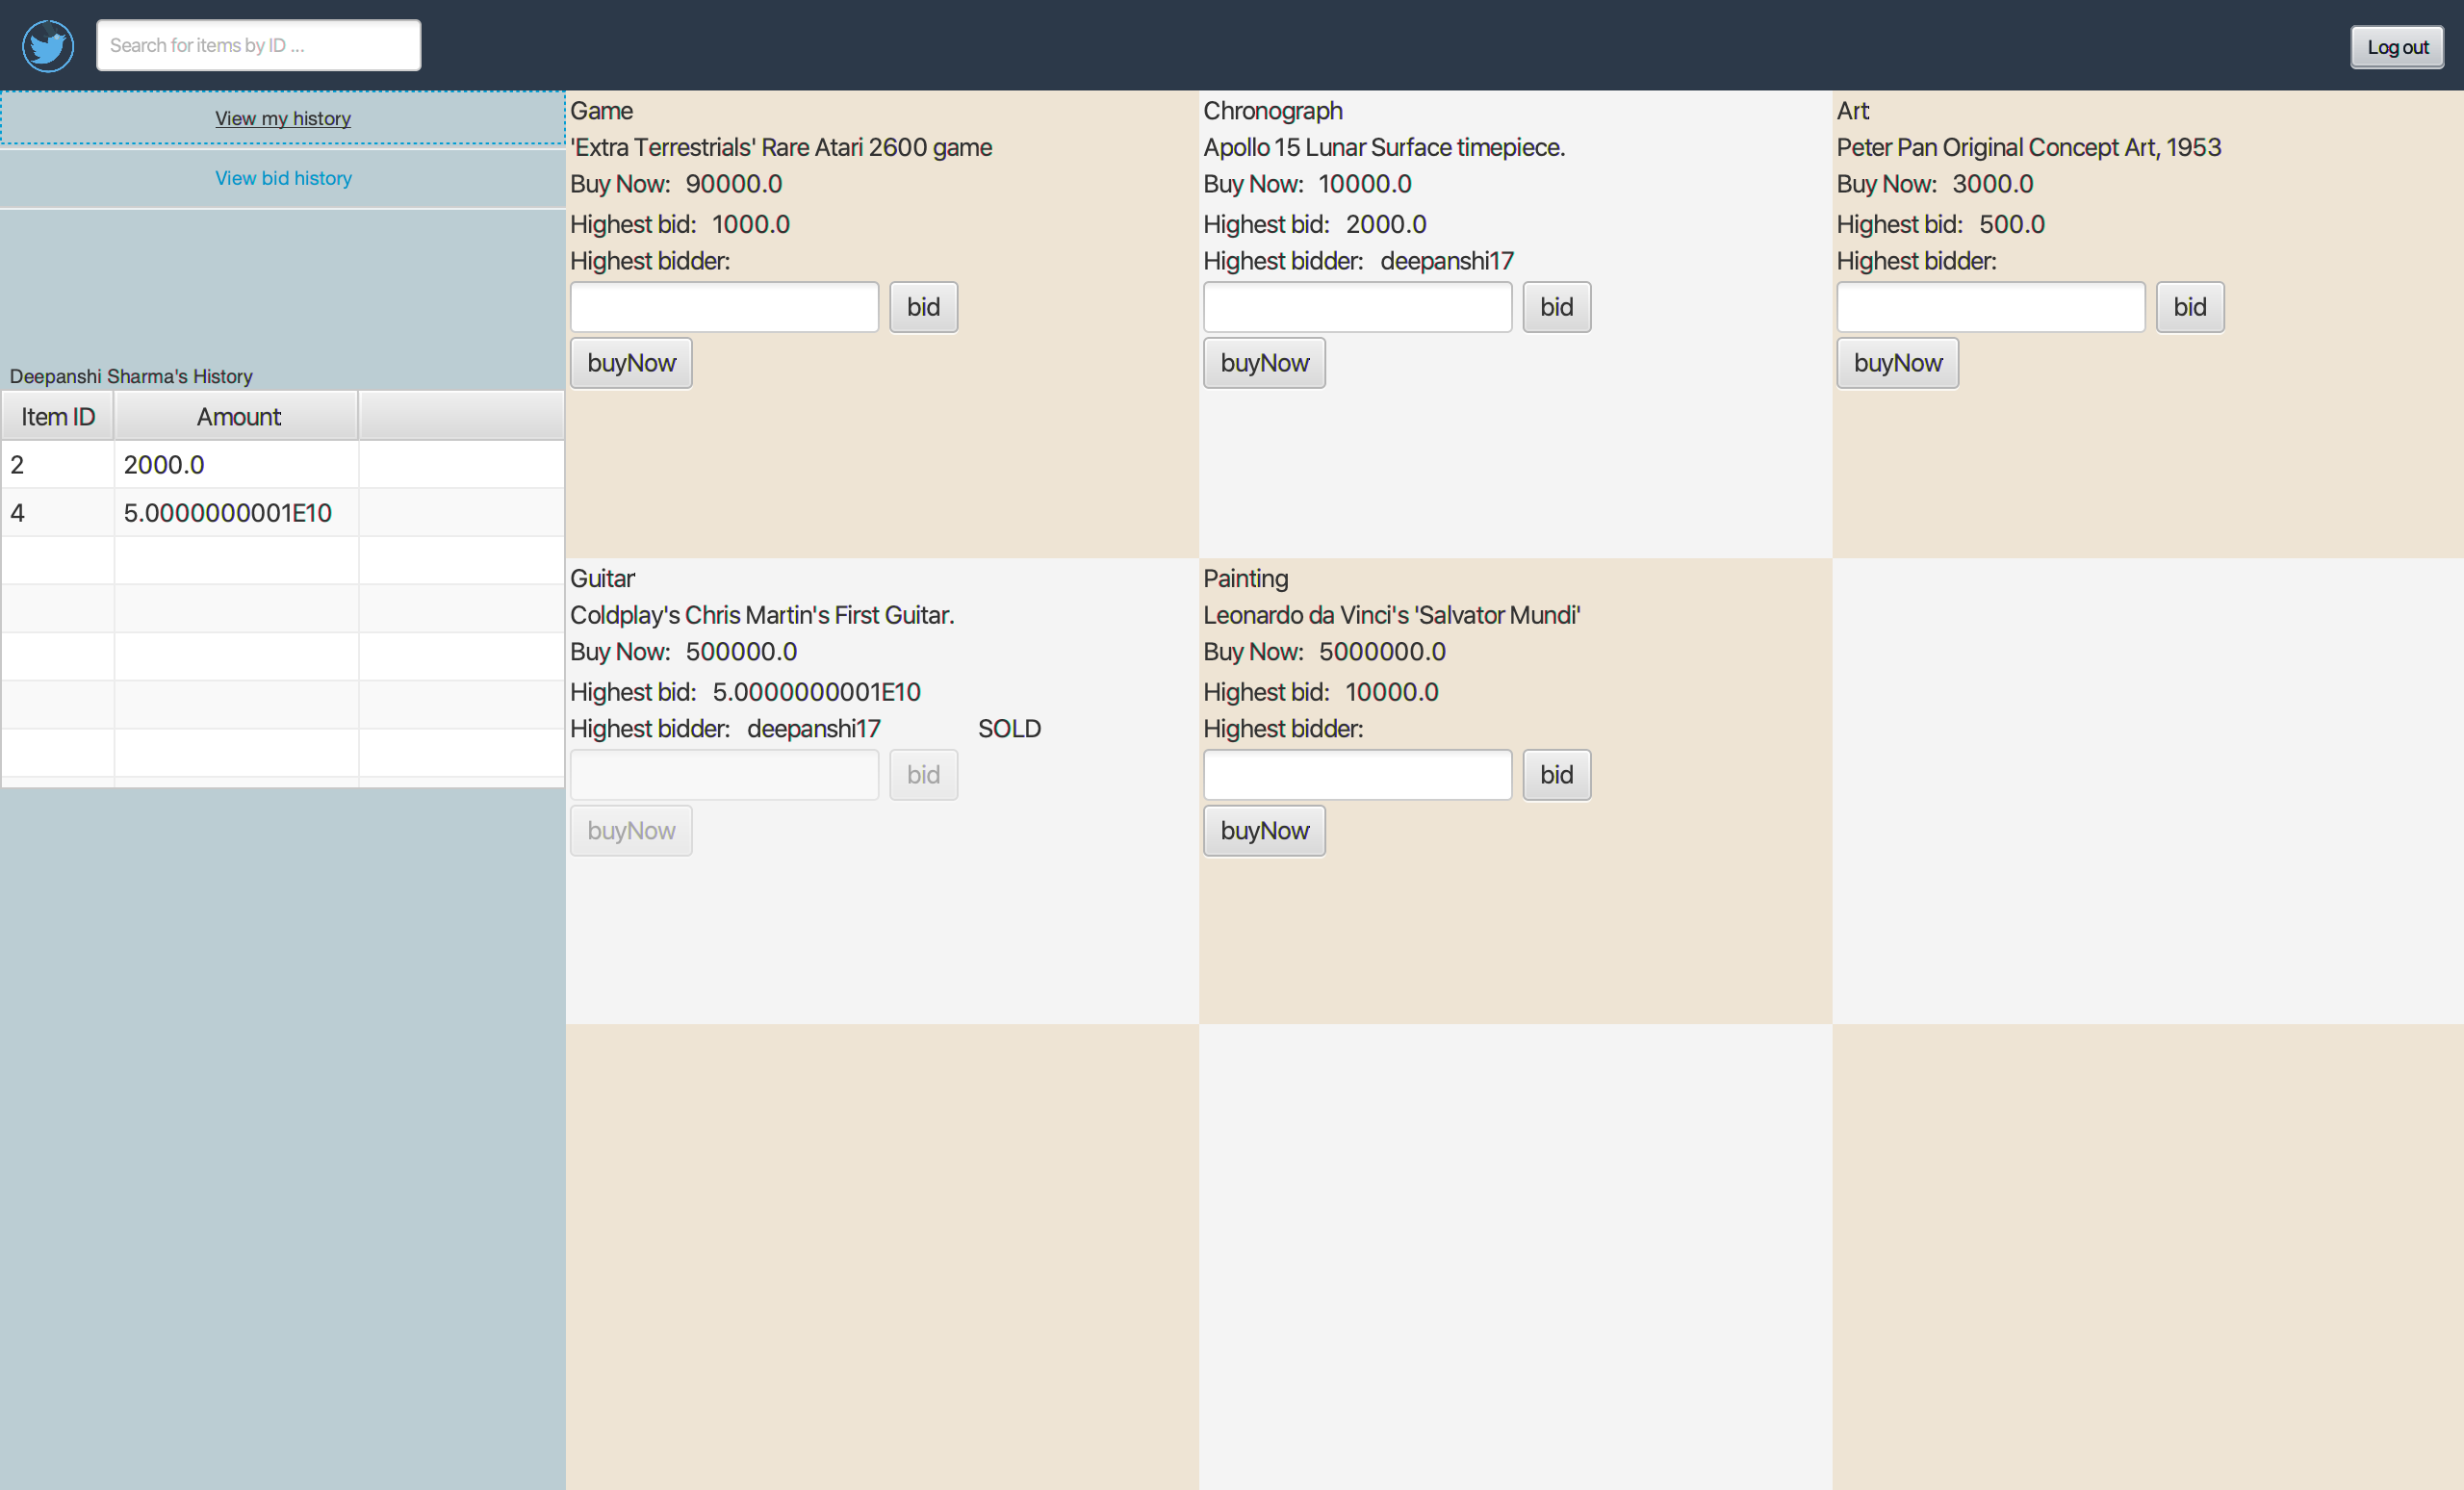 Search for items by ID ...
Log out
View my history
View bid history
Deepanshi Sharma's History
Item ID Amount
2 2000.0
4 5.0000000001E10
Game
'Extra Terrestrials' Rare Atari 2600 game
Buy Now: 90000.0
Highest bid: 1000.0
Highest bidder:
bid
buyNow
Chronograph
Apollo 15 Lunar Surface timepiece.
Buy Now: 10000.0
Highest bid: 2000.0
Highest bidder: deepanshi17
bid
buyNow
Art
Peter Pan Original Concept Art, 1953
Buy Now: 3000.0
Highest bid: 500.0
Highest bidder:
bid
buyNow
Guitar
Coldplay's Chris Martin's First Guitar.
Buy Now: 500000.0
Highest bid: 5.0000000001E10
Highest bidder: deepanshi17 SOLD
bid
buyNow
Painting
Leonardo da Vinci's 'Salvator Mundi'
Buy Now: 5000000.0
Highest bid: 10000.0
Highest bidder:
bid
buyNow